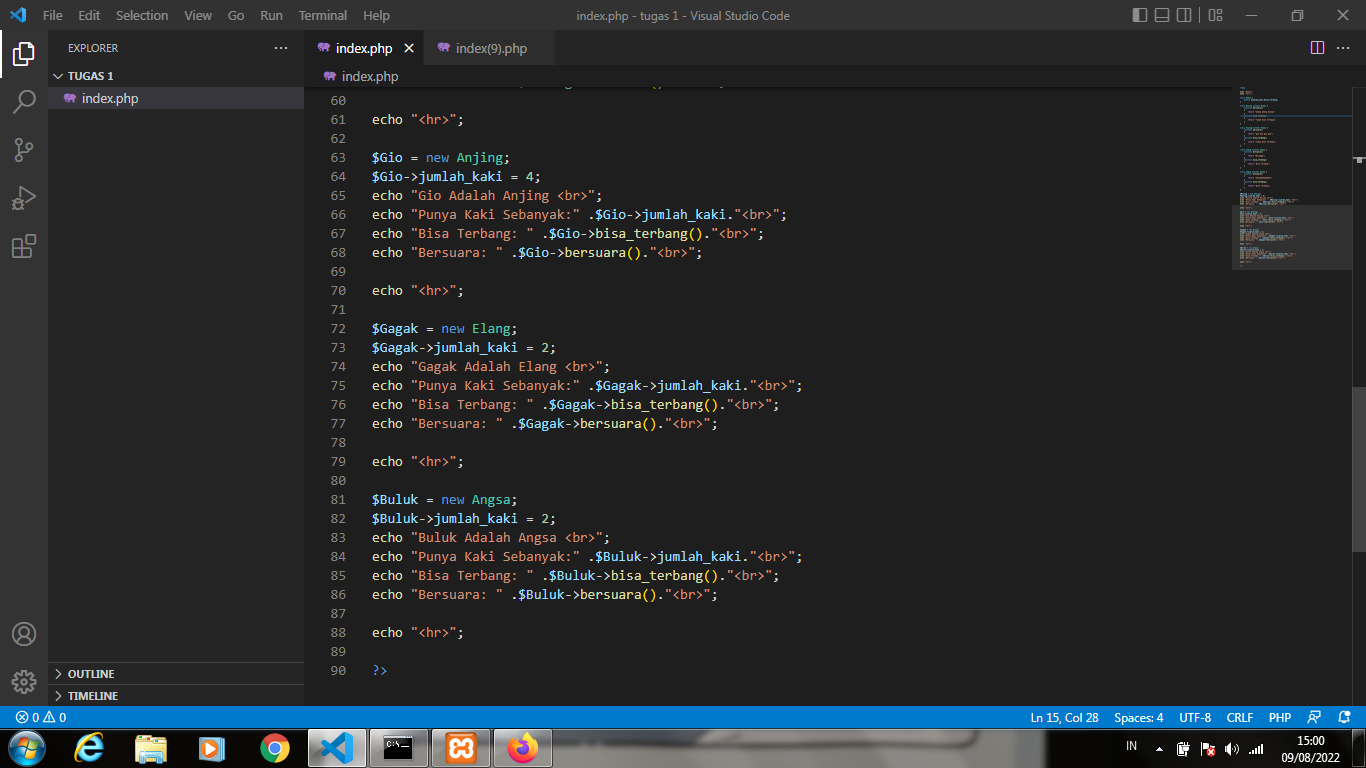 File Edit Selection View Go Run Terminal Help
index.php - tugas 1 - Visual Studio Code
EXPLORER
TUGAS 1
index.php
OUTLINE
TIMELINE
index.php
index(9).php
index.php
60
61 echo "<hr>";
62
63 $Gio = new Anjing;
64 $Gio->jumlah_kaki = 4;
65 echo "Gio Adalah Anjing <br>";
66 echo "Punya Kaki Sebanyak:" .$Gio->jumlah_kaki."<br>";
67 echo "Bisa Terbang: " .$Gio->bisa_terbang()."<br>";
68 echo "Bersuara: " .$Gio->bersuara()."<br>";
69
70 echo "<hr>";
71
72 $Gagak = new Elang;
73 $Gagak->jumlah_kaki = 2;
74 echo "Gagak Adalah Elang <br>";
75 echo "Punya Kaki Sebanyak:" .$Gagak->jumlah_kaki."<br>";
76 echo "Bisa Terbang: " .$Gagak->bisa_terbang()."<br>";
77 echo "Bersuara: " .$Gagak->bersuara()."<br>";
78
79 echo "<hr>";
80
81 $Buluk = new Angsa;
82 $Buluk->jumlah_kaki = 2;
83 echo "Buluk Adalah Angsa <br>";
84 echo "Punya Kaki Sebanyak:" .$Buluk->jumlah_kaki."<br>";
85 echo "Bisa Terbang: " .$Buluk->bisa_terbang()."<br>";
86 echo "Bersuara: " .$Buluk->bersuara()."<br>";
87
88 echo "<hr>";
89
90 ?>
0 0
Ln 15, Col 28 Spaces: 4 UTF-8 CRLF PHP
C:\_
IN
15:00
09/08/2022